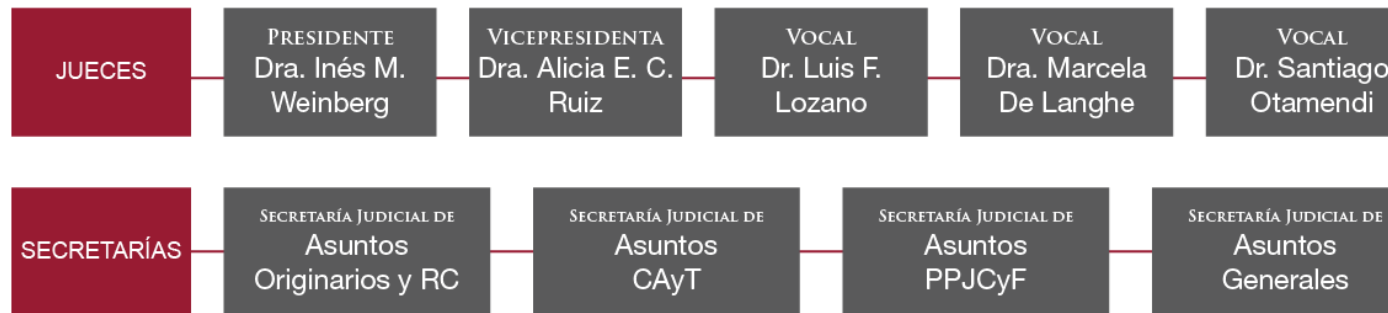 JUECES
PRESIDENTE
Dra. Inés M.
Weinberg
VICEPRESIDENTA
Dra. Alicia E. C.
Ruiz
VOCAL
Dr. Luis F.
Lozano
VOCAL
Dra. Marcela
De Langhe
VOCAL
Dr. Santiago
Otamendi
SECRETARÍAS
SECRETARÍA JUDICIAL DE
Asuntos
Originarios y RC
SECRETARÍA JUDICIAL DE
Asuntos
CAyT
SECRETARÍA JUDICIAL DE
Asuntos
PPJCyF
SECRETARÍA JUDICIAL DE
Asuntos
Generales